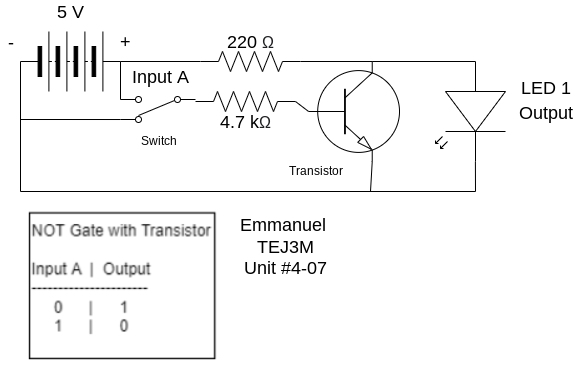 5 V
- +
220 Ω
Input A
4.7 kΩ
Switch
Transistor
LED 1
Output
NOT Gate with Transistor
Input A | Output
----------------------
0 | 1
1 | 0
Emmanuel
TEJ3M
Unit #4-07